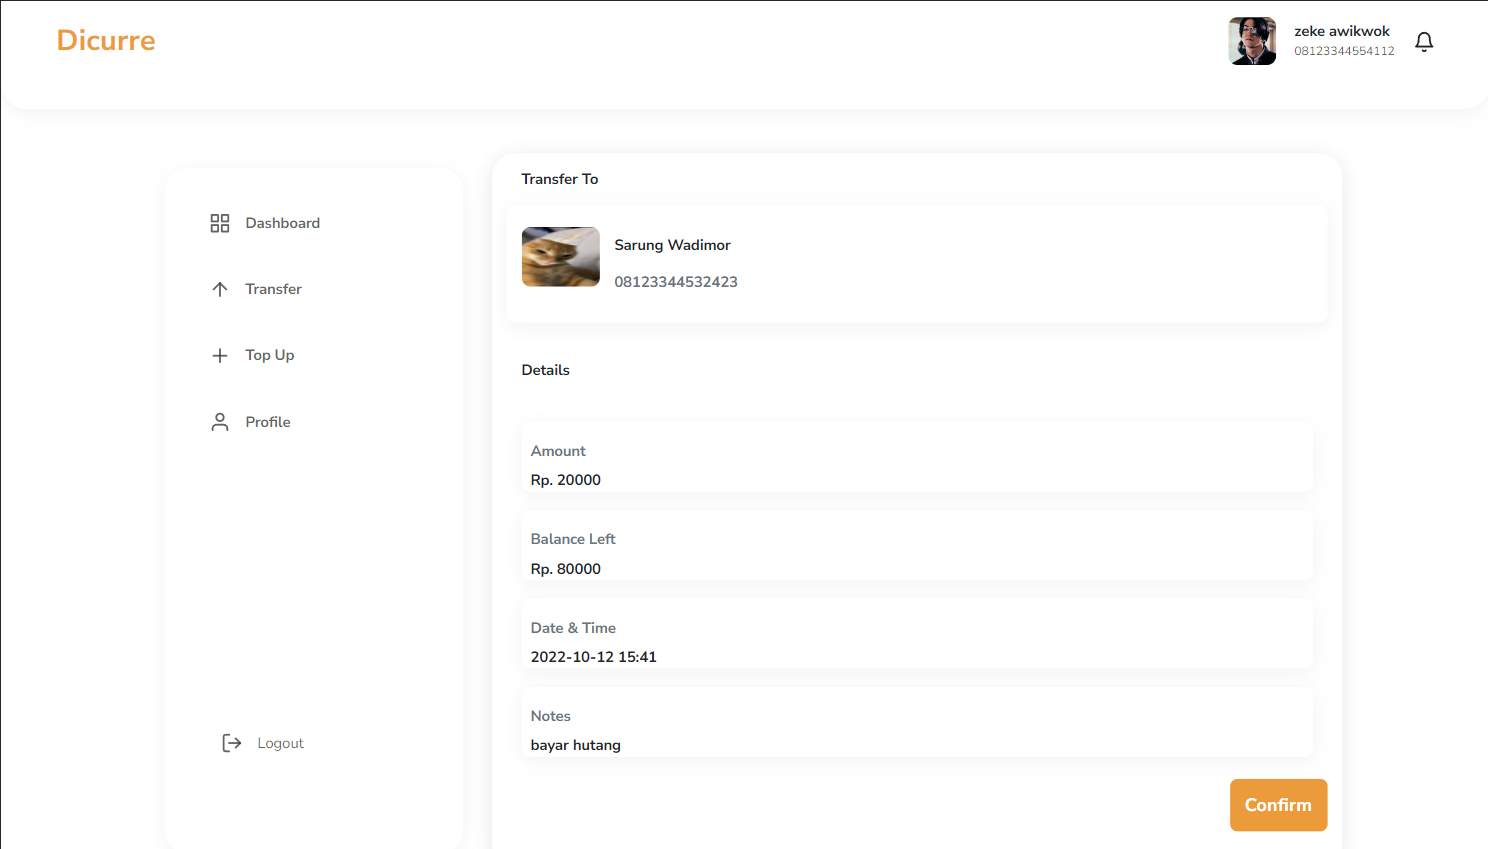 Dicurre
zeke awikwok
08123344554112
Dashboard
Transfer
Top Up
Profile
Logout
Transfer To
Sarung Wadimor
08123344532423
Details
Amount
Rp. 20000
Balance Left
Rp. 80000
Date & Time
2022-10-12 15:41
Notes
bayar hutang
Confirm